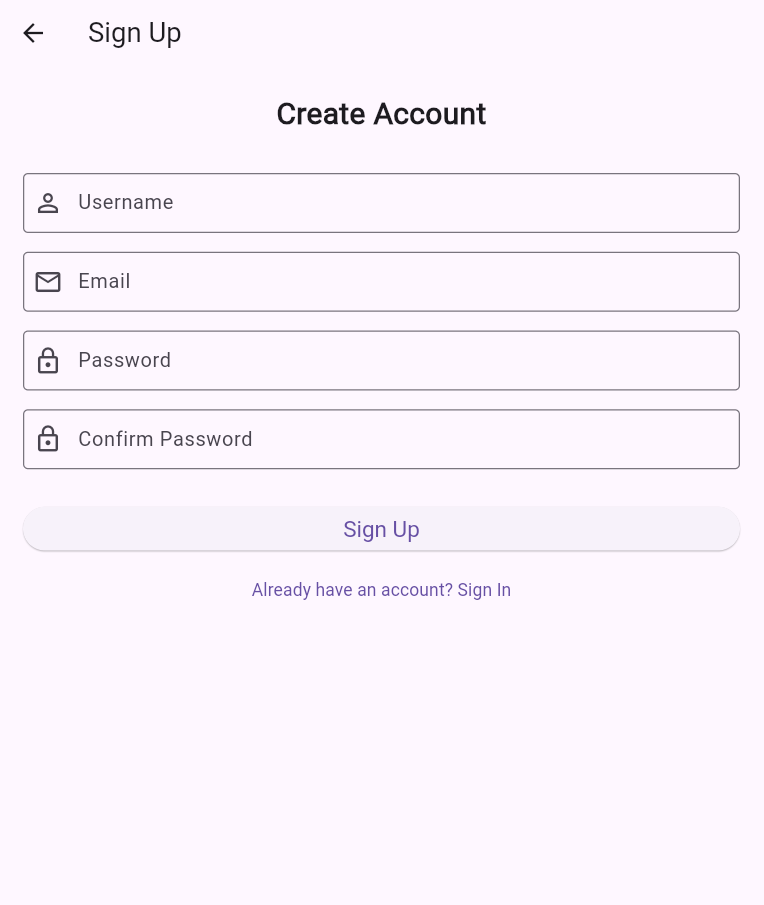 Sign Up
Create Account
Username
Email
Password
Confirm Password
Sign Up
Already have an account? Sign In